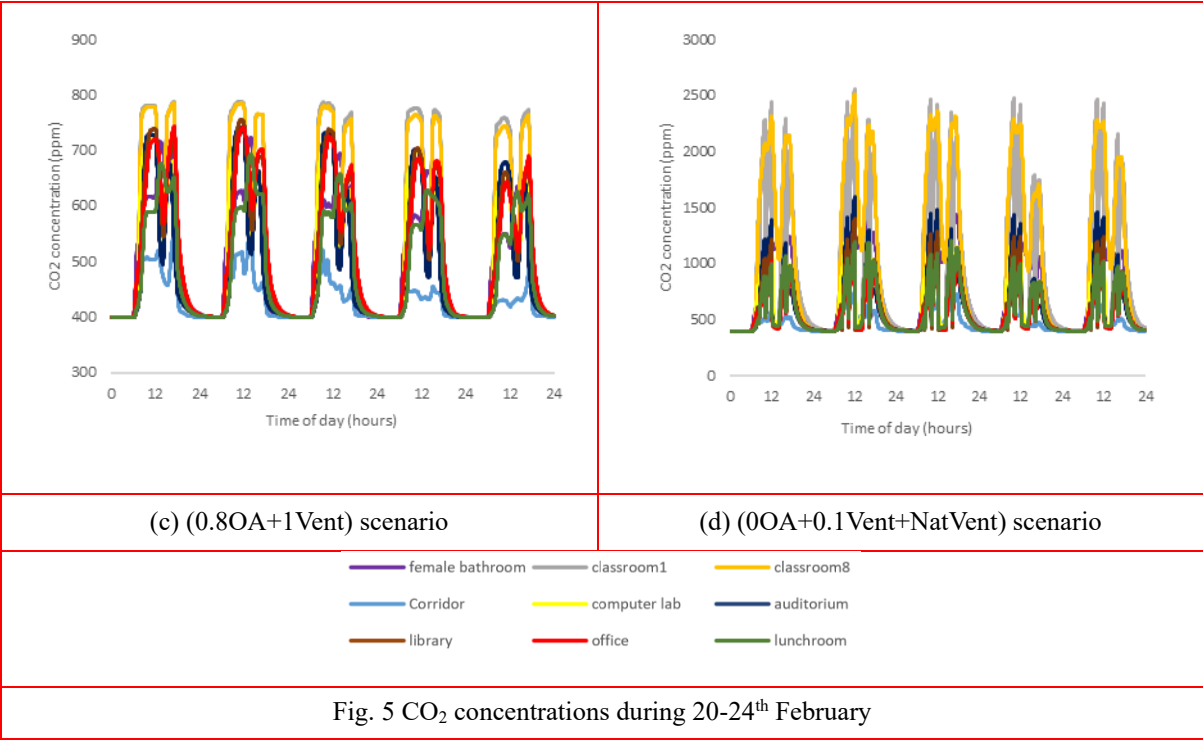 900
800
700
600
500
400
300
CO2 concentration (ppm)
0 12 24 12 24 12 24 12 24 12 24
Time of day (hours)
3000
2500
2000
1500
1000
500
0
CO2 concentration (ppm)
0 12 24 12 24 12 24 12 24 12 24
Time of day (hours)
(c) (0.8OA+1Vent) scenario
(d) (0OA+0.1Vent+NatVent) scenario
female bathroom classroom1 classroom8
Corridor computer lab auditorium
library office lunchroom
Fig. 5 CO₂ concentrations during 20-24ᵗʰ February